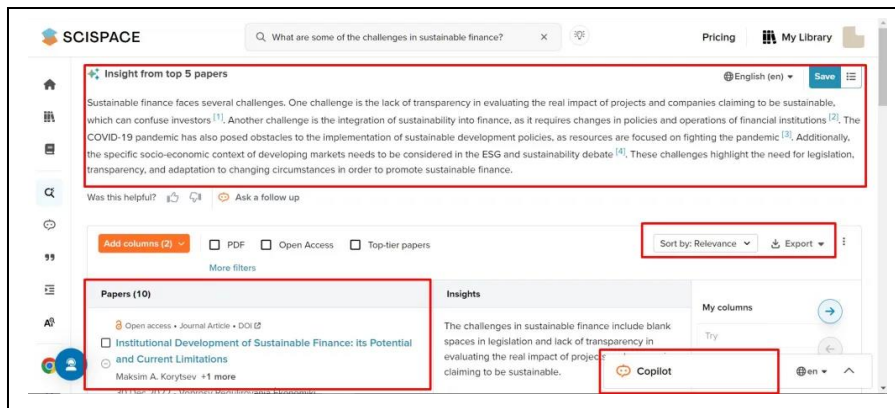 SCISPACE
What are some of the challenges in sustainable finance?
Pricing
My Library
Insight from top 5 papers
English (en)
Save
Sustainable finance faces several challenges. One challenge is the lack of transparency in evaluating the real impact of projects and companies claiming to be sustainable,
which can confuse investors [1]. Another challenge is the integration of sustainability into finance, as it requires changes in policies and operations of financial institutions [2]. The
COVID-19 pandemic has also posed obstacles to the implementation of sustainable development policies, as resources are focused on fighting the pandemic [3]. Additionally,
the specific socio-economic context of developing markets needs to be considered in the ESG and sustainability debate [4]. These challenges highlight the need for legislation,
transparency, and adaptation to changing circumstances in order to promote sustainable finance.
Was this helpful?
Ask a follow up
Add columns (2)
PDF
Open Access
Top-tier papers
Sort by: Relevance
Export
More filters
Papers (10)
Insights
My columns
Open access • Journal Article • DOI
Institutional Development of Sustainable Finance: its Potential
and Current Limitations
Maksim A. Korytsev +1 more
The challenges in sustainable finance include blank
spaces in legislation and lack of transparency in
evaluating the real impact of
claiming to be sustainable.
Try
Copilot
en